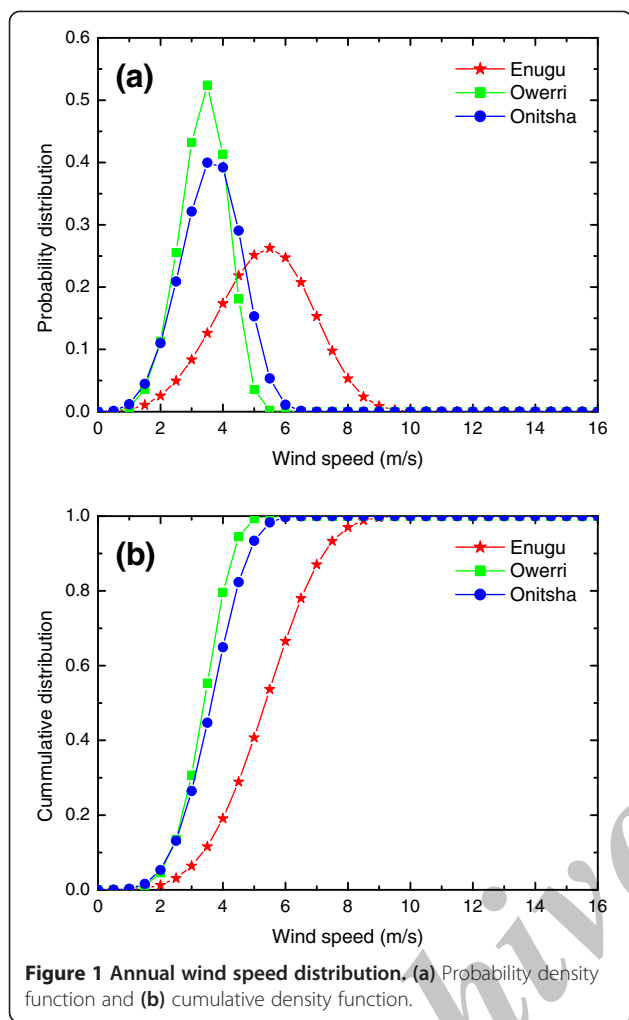 0.6
(a)
Enugu
Owerri
Onitsha
0.5
0.4
0.3
0.2
0.1
0.0
Probability distribution
0 2 4 6 8 10 12 14 16
Wind speed (m/s)
1.0
(b)
Enugu
Owerri
Onitsha
0.8
0.6
0.4
0.2
0.0
Cummulative distribution
0 2 4 6 8 10 12 14 16
Wind speed (m/s)
Figure 1 Annual wind speed distribution. (a) Probability density
function and (b) cumulative density function.
hive